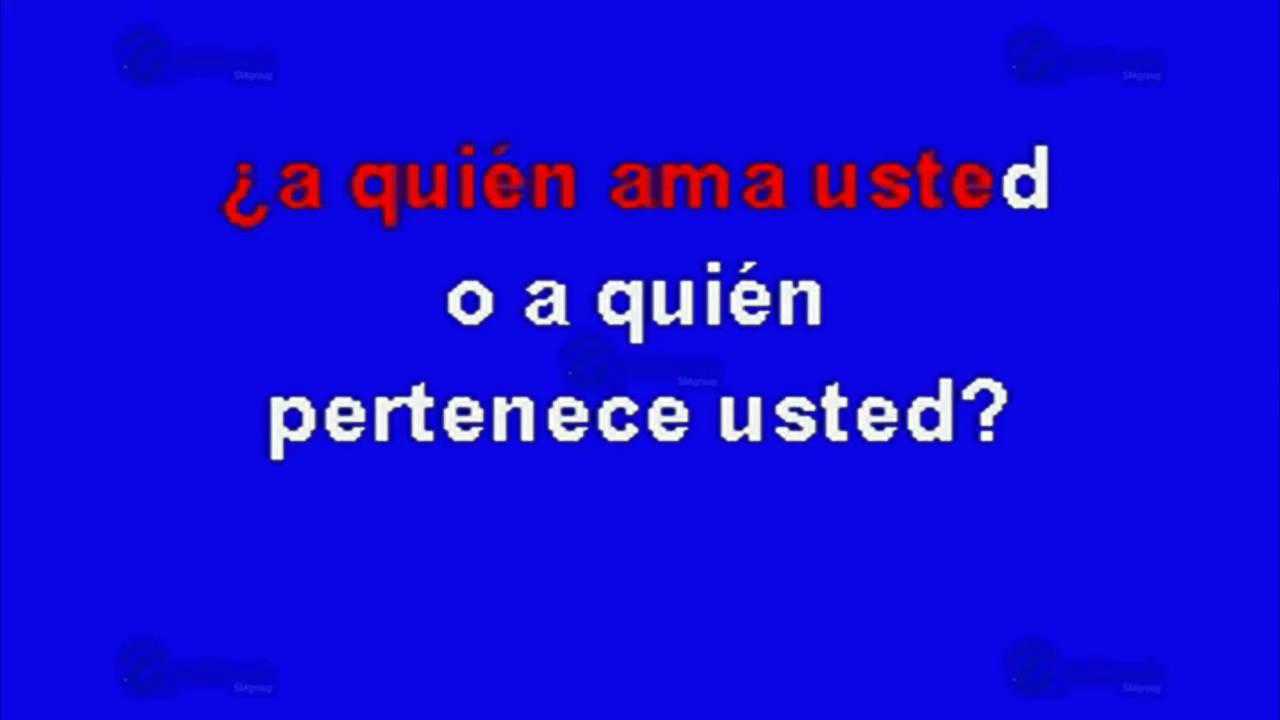 ¿a quién ama usted
o a quién
pertenece usted?